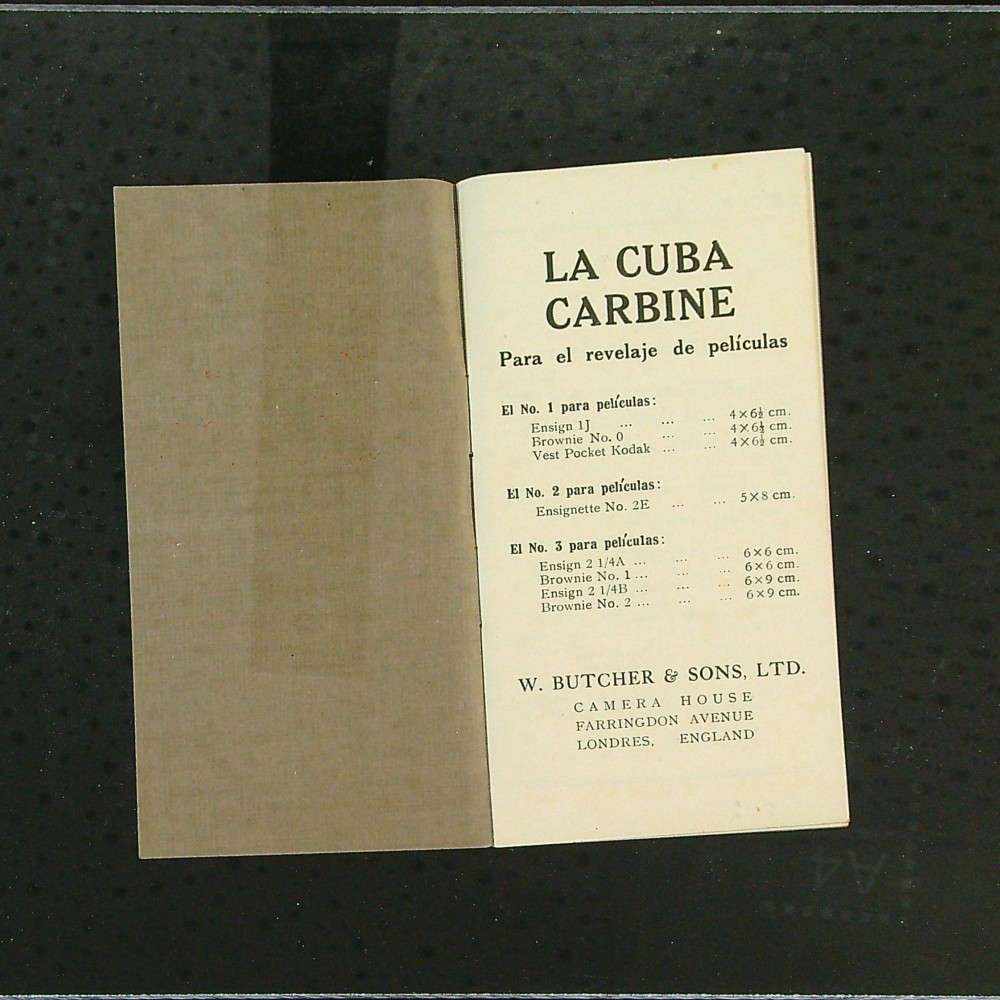 LA CUBA
CARBINE
Para el revelaje de películas
El No. 1 para películas:
Ensign 1J ... ... ... 4×6½ cm.
Brownie No. 0 ... ... 4×6½ cm.
Vest Pocket Kodak ... ... 4×6½ cm.
El No. 2 para películas:
Ensignette No. 2E ... ... 5×8 cm.
El No. 3 para películas:
Ensign 2 1/4A ... ... ... 6×6 cm.
Brownie No. 1 ... ... ... 6×6 cm.
Ensign 2 1/4B ... ... ... 6×9 cm.
Brownie No. 2 ... ... ... 6×9 cm.
W. BUTCHER & SONS, LTD.
CAMERA HOUSE
FARRINGDON AVENUE
LONDRES, ENGLAND
A4